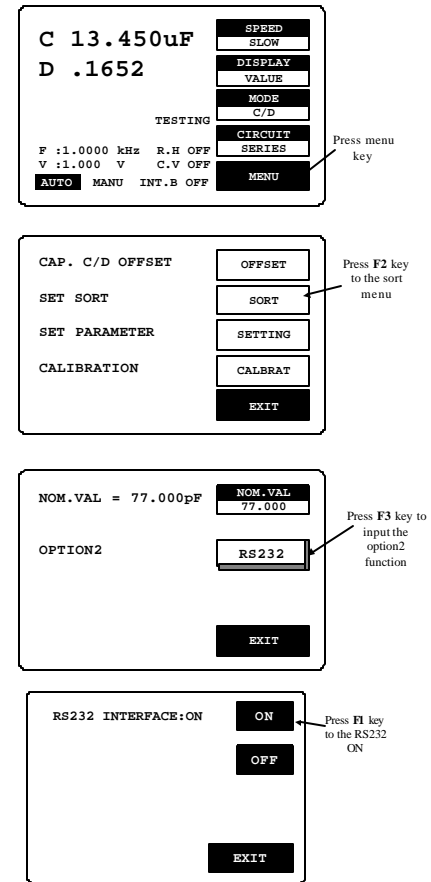 C 13.450uF
D .1652
TESTING
F :1.0000 kHz R.H OFF
V :1.000 V C.V OFF
AUTO MANU INT.B OFF
SPEED
SLOW
DISPLAY
VALUE
MODE
C/D
CIRCUIT
SERIES
MENU
Press menu
key
CAP. C/D OFFSET
OFFSET
SET SORT
SORT
SET PARAMETER
SETTING
CALIBRATION
CALBRAT
EXIT
Press F2 key
to the sort
menu
NOM.VAL = 77.000pF
NOM.VAL
77.000
OPTION2
RS232
EXIT
Press F3 key to
input the
option2
function
RS232 INTERFACE:ON
ON
OFF
EXIT
Press F1 key
to the RS232
ON